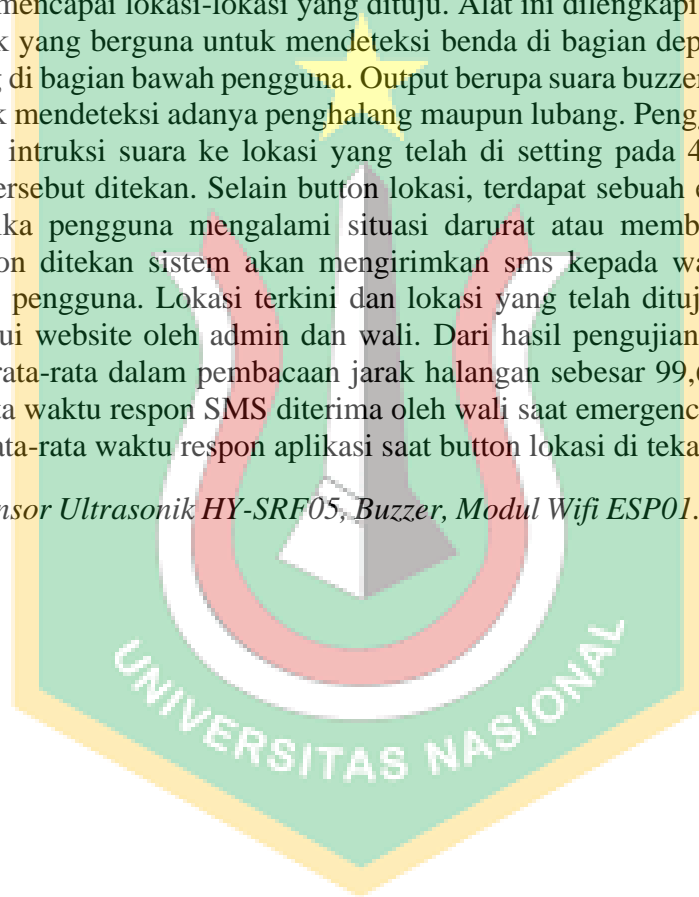 mencapai lokasi-lokasi yang dituju. Alat ini dilengkapi
k yang berguna untuk mendeteksi benda di bagian dep
g di bagian bawah pengguna. Output berupa suara buzzer
k mendeteksi adanya penghalang maupun lubang. Pengg
intruksi suara ke lokasi yang telah di setting pada 4
ersebut ditekan. Selain button lokasi, terdapat sebuah e
ika pengguna mengalami situasi darurat atau memb
on ditekan sistem akan mengirimkan sms kepada wa
pengguna. Lokasi terkini dan lokasi yang telah dituj
ui website oleh admin dan wali. Dari hasil pengujian
rata-rata dalam pembacaan jarak halangan sebesar 99,
ta waktu respon SMS diterima oleh wali saat emergenc
ata-rata waktu respon aplikasi saat button lokasi di teka
nsor Ultrasonik HY-SRF05, Buzzer, Modul Wifi ESP01.
UNIVERSITAS NASIONAL